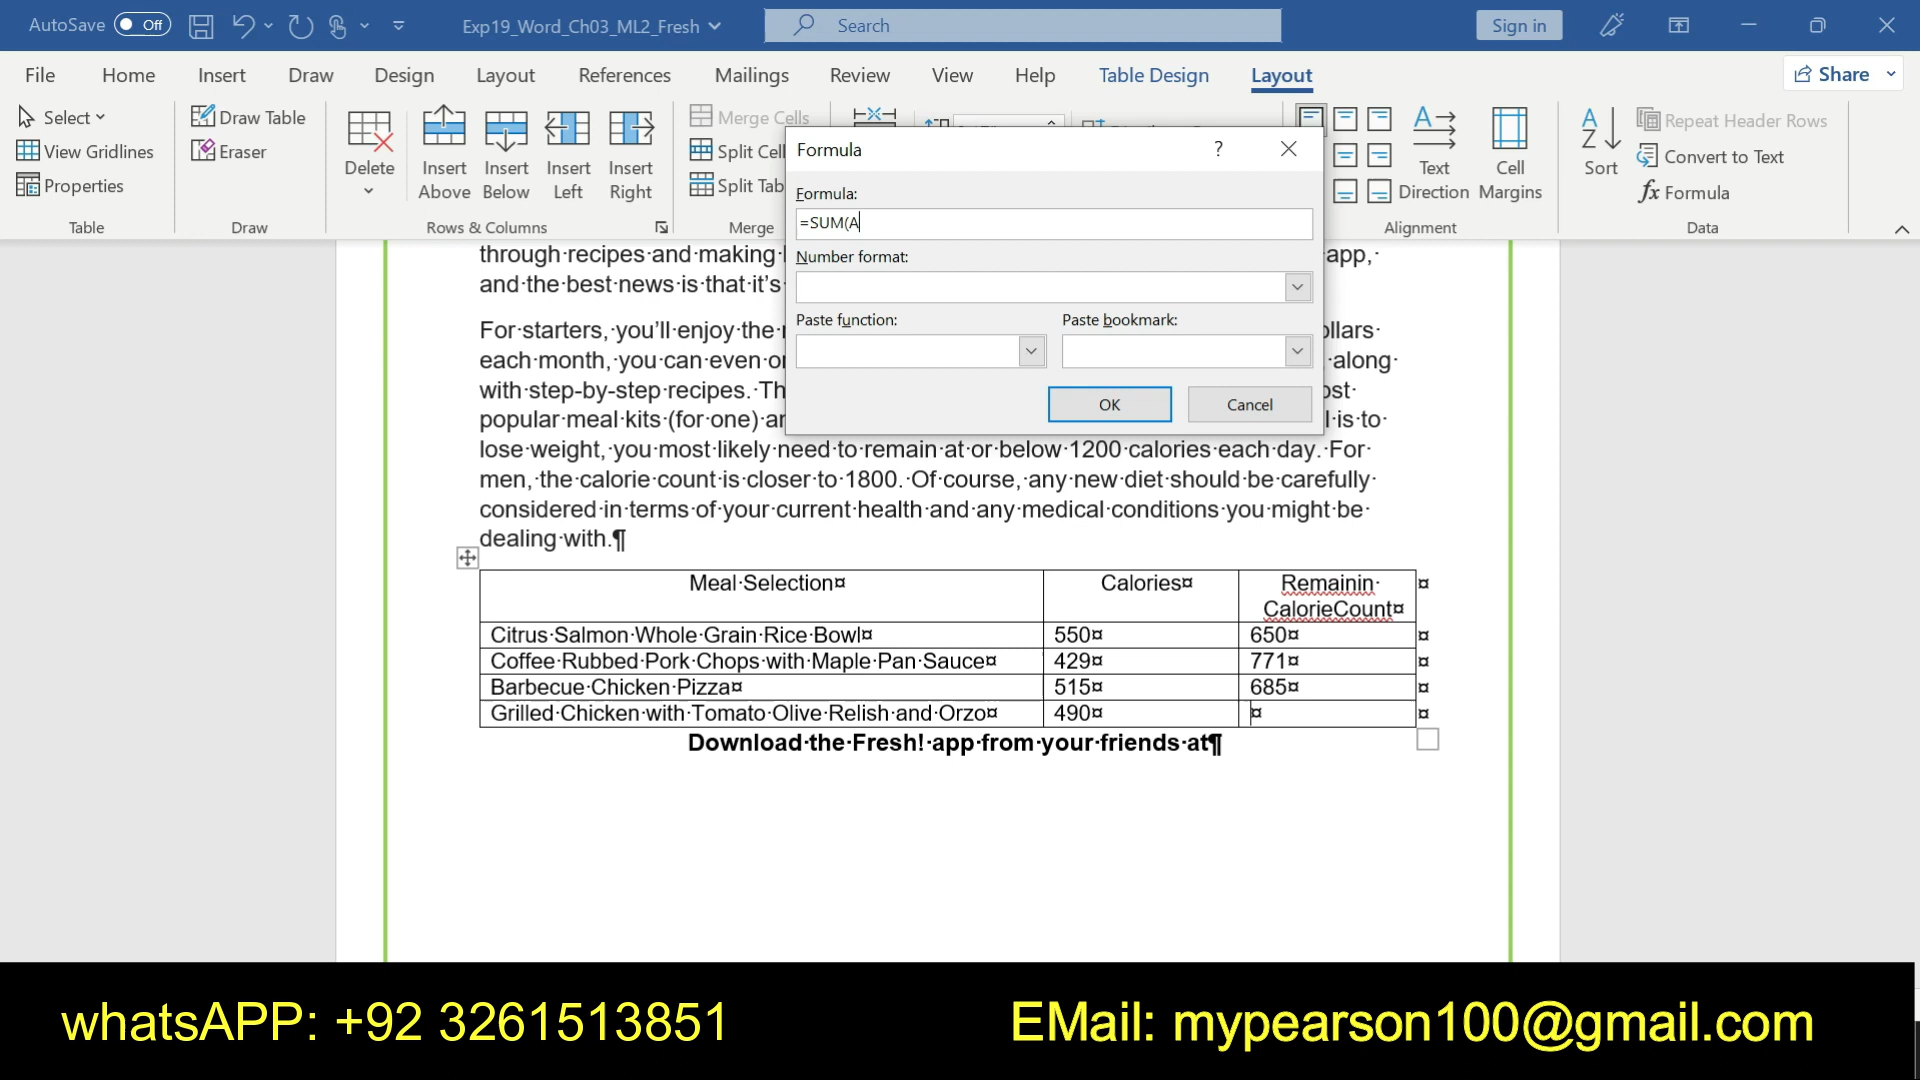 AutoSave Off Exp19_Word_Ch03_ML2_Fresh Search Sign in
File Home Insert Draw Design Layout References Mailings Review View Help Table Design Layout Share
Select
View Gridlines
Properties
Table
Draw Table
Eraser
Draw
Delete
Insert Above
Insert Below
Insert Left
Insert Right
Rows & Columns
Merge Cells
Split Cell
Split Tab
Merge
Text Direction
Cell Margins
Alignment
Sort
Repeat Header Rows
Convert to Text
fx Formula
Data
Formula ?
Formula:
=SUM(A
Number format:
Paste function: Paste bookmark:
OK Cancel
through·recipes·and·making· app,·
and·the·best·news·is·that·it’s·
For·starters,·you’ll·enjoy·the· ollars·
each·month,·you·can·even· ·along·
with·step-by-step·recipes.·Th ost·
popular·meal·kits·(for·one)· l·is·to·
lose·weight,·you·most·likely·need·to·remain·at·or·below·1200·calories·each·day.·For·
men,·the·calorie·count·is·closer·to·1800.·Of·course,·any·new·diet·should·be·carefully·
considered·in·terms·of·your·current·health·and·any·medical·conditions·you·might·be·
dealing·with.¶
Meal·Selection¤ Calories¤ Remainin·
CalorieCount¤ ¤
Citrus·Salmon·Whole·Grain·Rice·Bowl¤ 550¤ 650¤ ¤
Coffee·Rubbed·Pork·Chops·with·Maple·Pan·Sauce¤ 429¤ 771¤ ¤
Barbecue·Chicken·Pizza¤ 515¤ 685¤ ¤
Grilled·Chicken·with·Tomato·Olive·Relish·and·Orzo¤ 490¤ ¤ ¤
Download·the·Fresh!·app·from·your·friends·at¶
whatsAPP: +92 3261513851 EMail: mypearson100@gmail.com